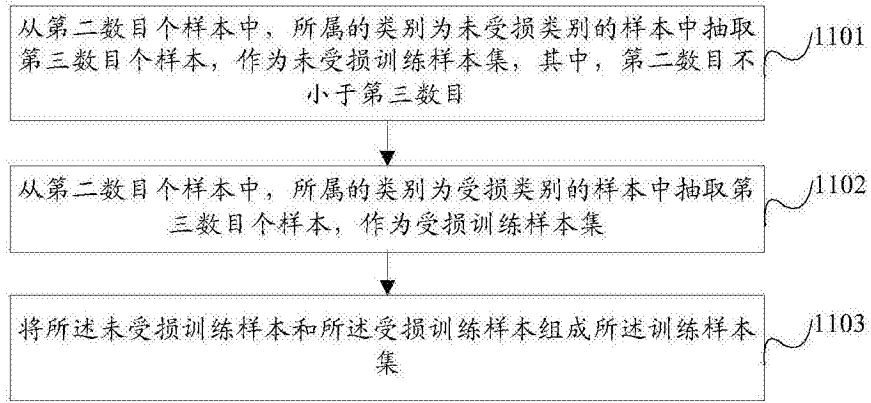 从第二数目个样本中，所属的类别为未受损类别的样本中抽取
第三数目个样本，作为未受损训练样本集，其中，第二数目不
小于第三数目
1101
从第二数目个样本中，所属的类别为受损类别的样本中抽取第
三数目个样本，作为受损训练样本集
1102
将所述未受损训练样本和所述受损训练样本组成所述训练样本
集
1103